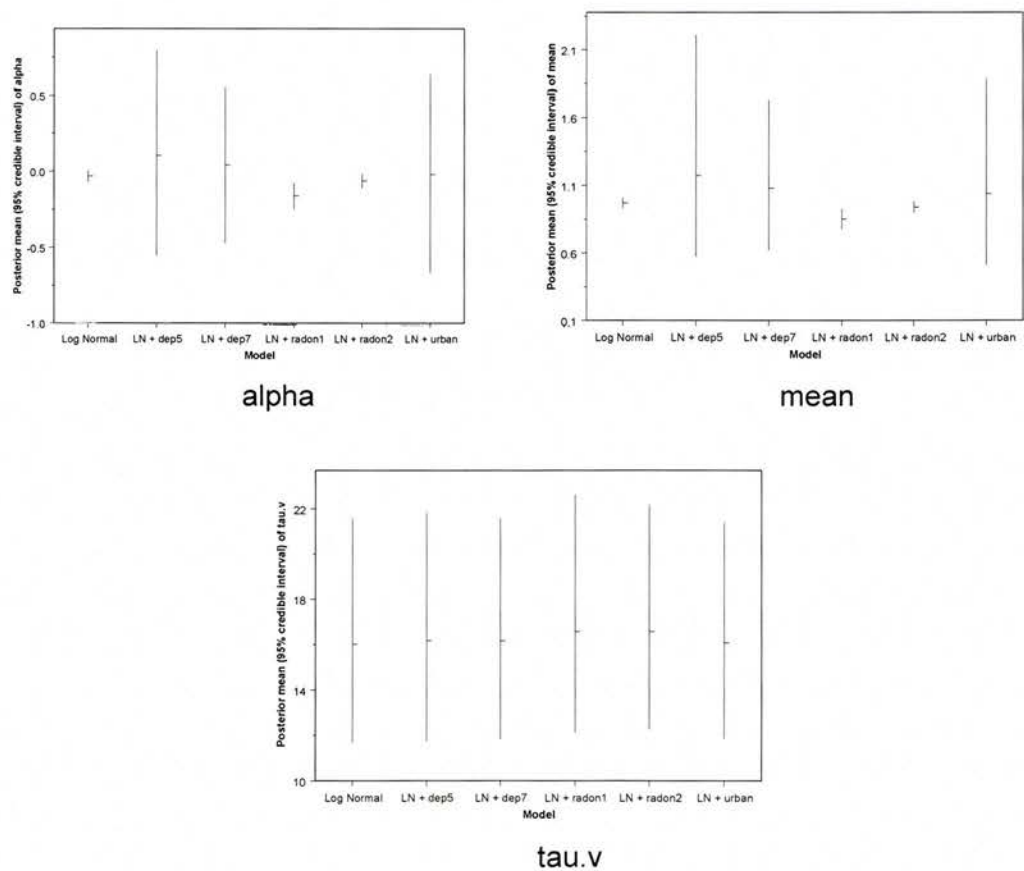 Posterior mean (95% credible interval) of alpha
0.5
0.0
-0.5
-1.0
Log Normal LN + dep5 LN + dep7 LN + radon1 LN + radon2 LN + urban
Model
alpha
Posterior mean (95% credible interval) of mean
2.1
1.6
1.1
0.6
0.1
Log Normal LN + dep5 LN + dep7 LN + radon1 LN + radon2 LN + urban
Model
mean
Posterior mean (95% credible interval) of tau.v
22
18
14
10
Log Normal LN + dep5 LN + dep7 LN + radon1 LN + radon2 LN + urban
Model
tau.v